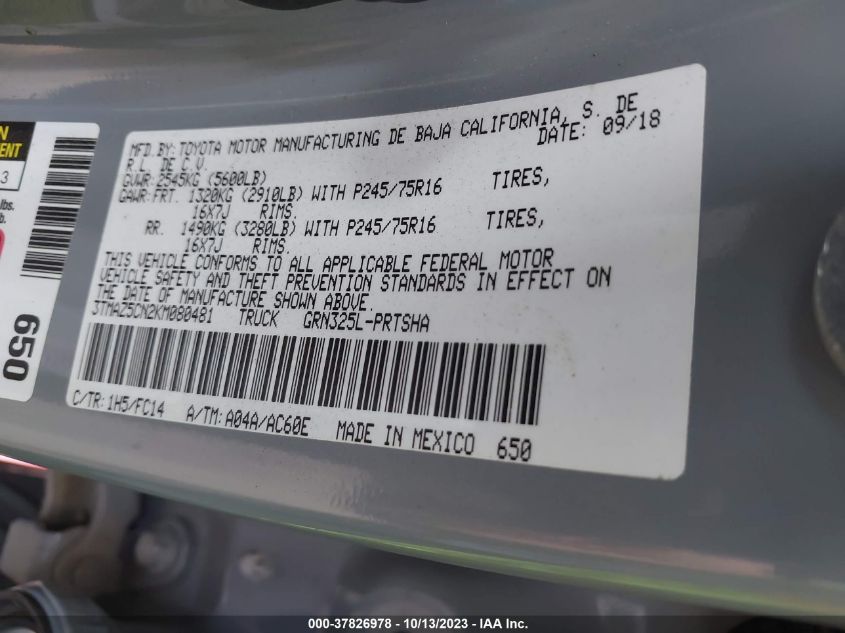 MFD BY: TOYOTA MOTOR MANUFACTURING DE BAJA CALIFORNIA, S. DE
R.L. DE C.V. DATE: 09/18
GVWR: 2545KG (5600LB)
GAWR: FRT. 1320KG (2910LB) WITH P245/75R16 TIRES,
16X7J RIMS.
RR. 1490KG (3280LB) WITH P245/75R16 TIRES,
16X7J RIMS.
THIS VEHICLE CONFORMS TO ALL APPLICABLE FEDERAL MOTOR
VEHICLE SAFETY AND THEFT PREVENTION STANDARDS IN EFFECT ON
THE DATE OF MANUFACTURE SHOWN ABOVE.
3TMAZ5CN2KM080481 TRUCK GRN325L-PRTSHA
C/TR: 1H5/FC14 A/TM: A04A/AC60E MADE IN MEXICO 650
N
MENT
3
lbs.
b.
650
000-37826978 - 10/13/2023 - IAA Inc.